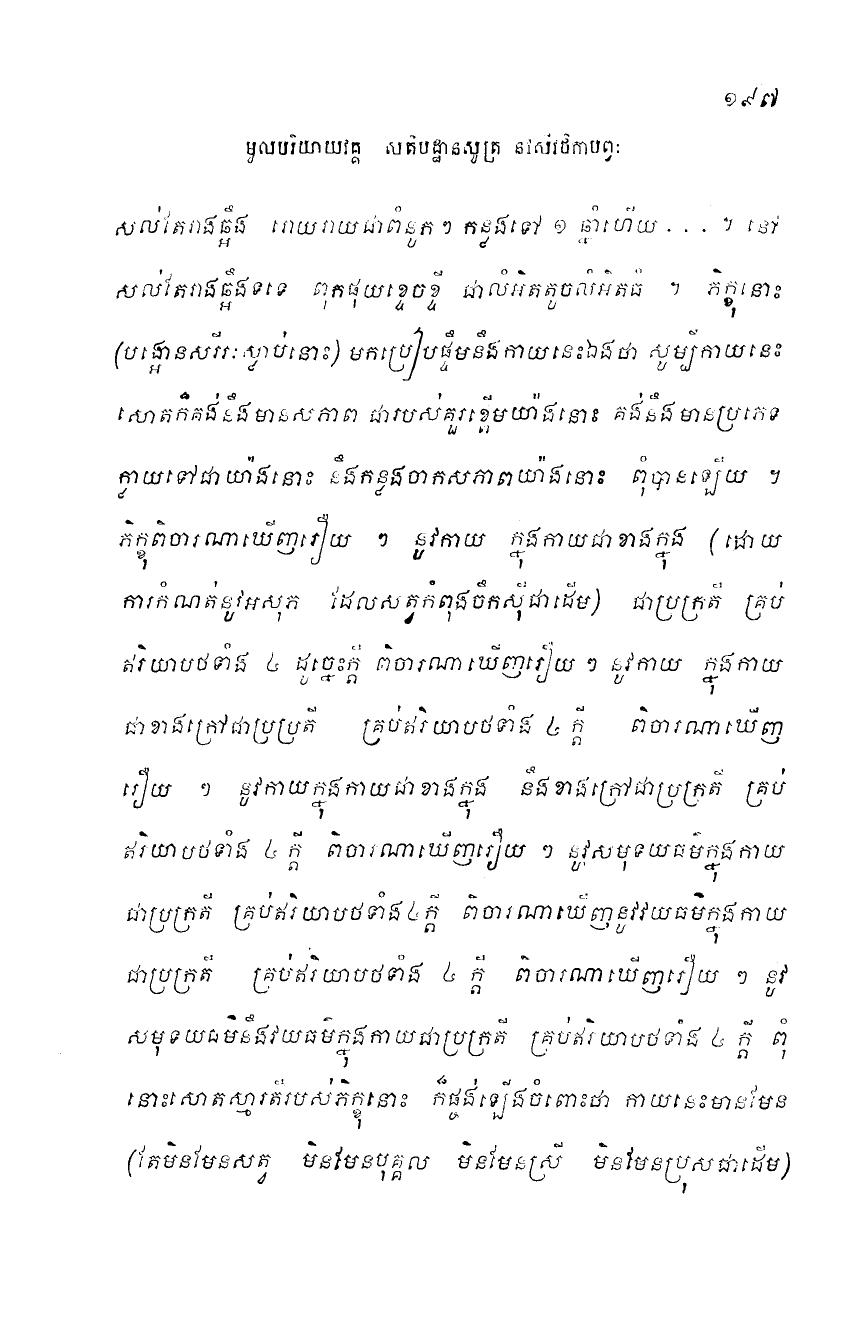 ១៩៧
មូលបរិយាយវគ្គ សតិបដ្ឋានសូត្រ នវសីវថិកាបព្វៈ
សល់តែរាងឆ្អឹង រោយរាយជាពំនូក ៗ កន្លងទៅ ១ ឆ្នាំហើយ . . . ។ នៅ
សល់តែរាងឆ្អឹងទទេ ពុកផុយខ្ទេចខ្ទី ជាលំអិតតូចលំអិតធំ ។ ភិក្ខុនោះ
(បង្អោនសរីរៈស្លាប់នោះ) មកប្រៀបផ្ទឹមនឹងកាយនេះឯងថា សូម្បីកាយនេះ
សោតក៏គង់នឹងមានសភាព ជារបស់គួរខ្ពើមយ៉ាងនោះ គង់នឹងមានប្រភេទ
ក្លាយទៅជាយ៉ាងនោះ នឹងកន្លងចាកសភាពយ៉ាងនោះ ពុំបានឡើយ ។
ភិក្ខុពិចារណាឃើញរឿយ ៗ នូវកាយ ក្នុងកាយជាខាងក្នុង (ដោយ
ការកំណត់នូវអសុភ ដែលសត្វកំពុងចឹកស៊ីជាដើម) ជាប្រក្រតី គ្រប់
ឥរិយាបថទាំង ៤ ដូច្នេះក្តី ពិចារណាឃើញរឿយ ៗ នូវកាយ ក្នុងកាយ
ជាខាងក្រៅជាប្រប្រតី គ្រប់ឥរិយាបថទាំង ៤ ក្តី ពិចារណាឃើញ
រឿយ ៗ នូវកាយក្នុងកាយជាខាងក្នុង នឹងខាងក្រៅជាប្រក្រតី គ្រប់
ឥរិយាបថទាំង ៤ ក្តី ពិចារណាឃើញរឿយ ៗ នូវសមុទយធម៌ក្នុងកាយ
ជាប្រក្រតី គ្រប់ឥរិយាបថទាំង៤ក្តី ពិចារណាឃើញនូវវយធម៌ក្នុងកាយ
ជាប្រក្រតី គ្រប់ឥរិយាបថទាំង ៤ ក្តី ពិចារណាឃើញរឿយ ៗ នូវ
សមុទយធម៌នឹងវយធម៌ក្នុងកាយជាប្រក្រតី គ្រប់ឥរិយាបថទាំង ៤ ក្តី ពុំ
នោះសោតស្មារតីរបស់ភិក្ខុនោះ ក៏ផ្ចង់ឡើងចំពោះថា កាយនេះមានមែន
(តែមិនមែនសត្វ មិនមែនបុគ្គល មិនមែនស្រី មិនមែនប្រុសជាដើម)